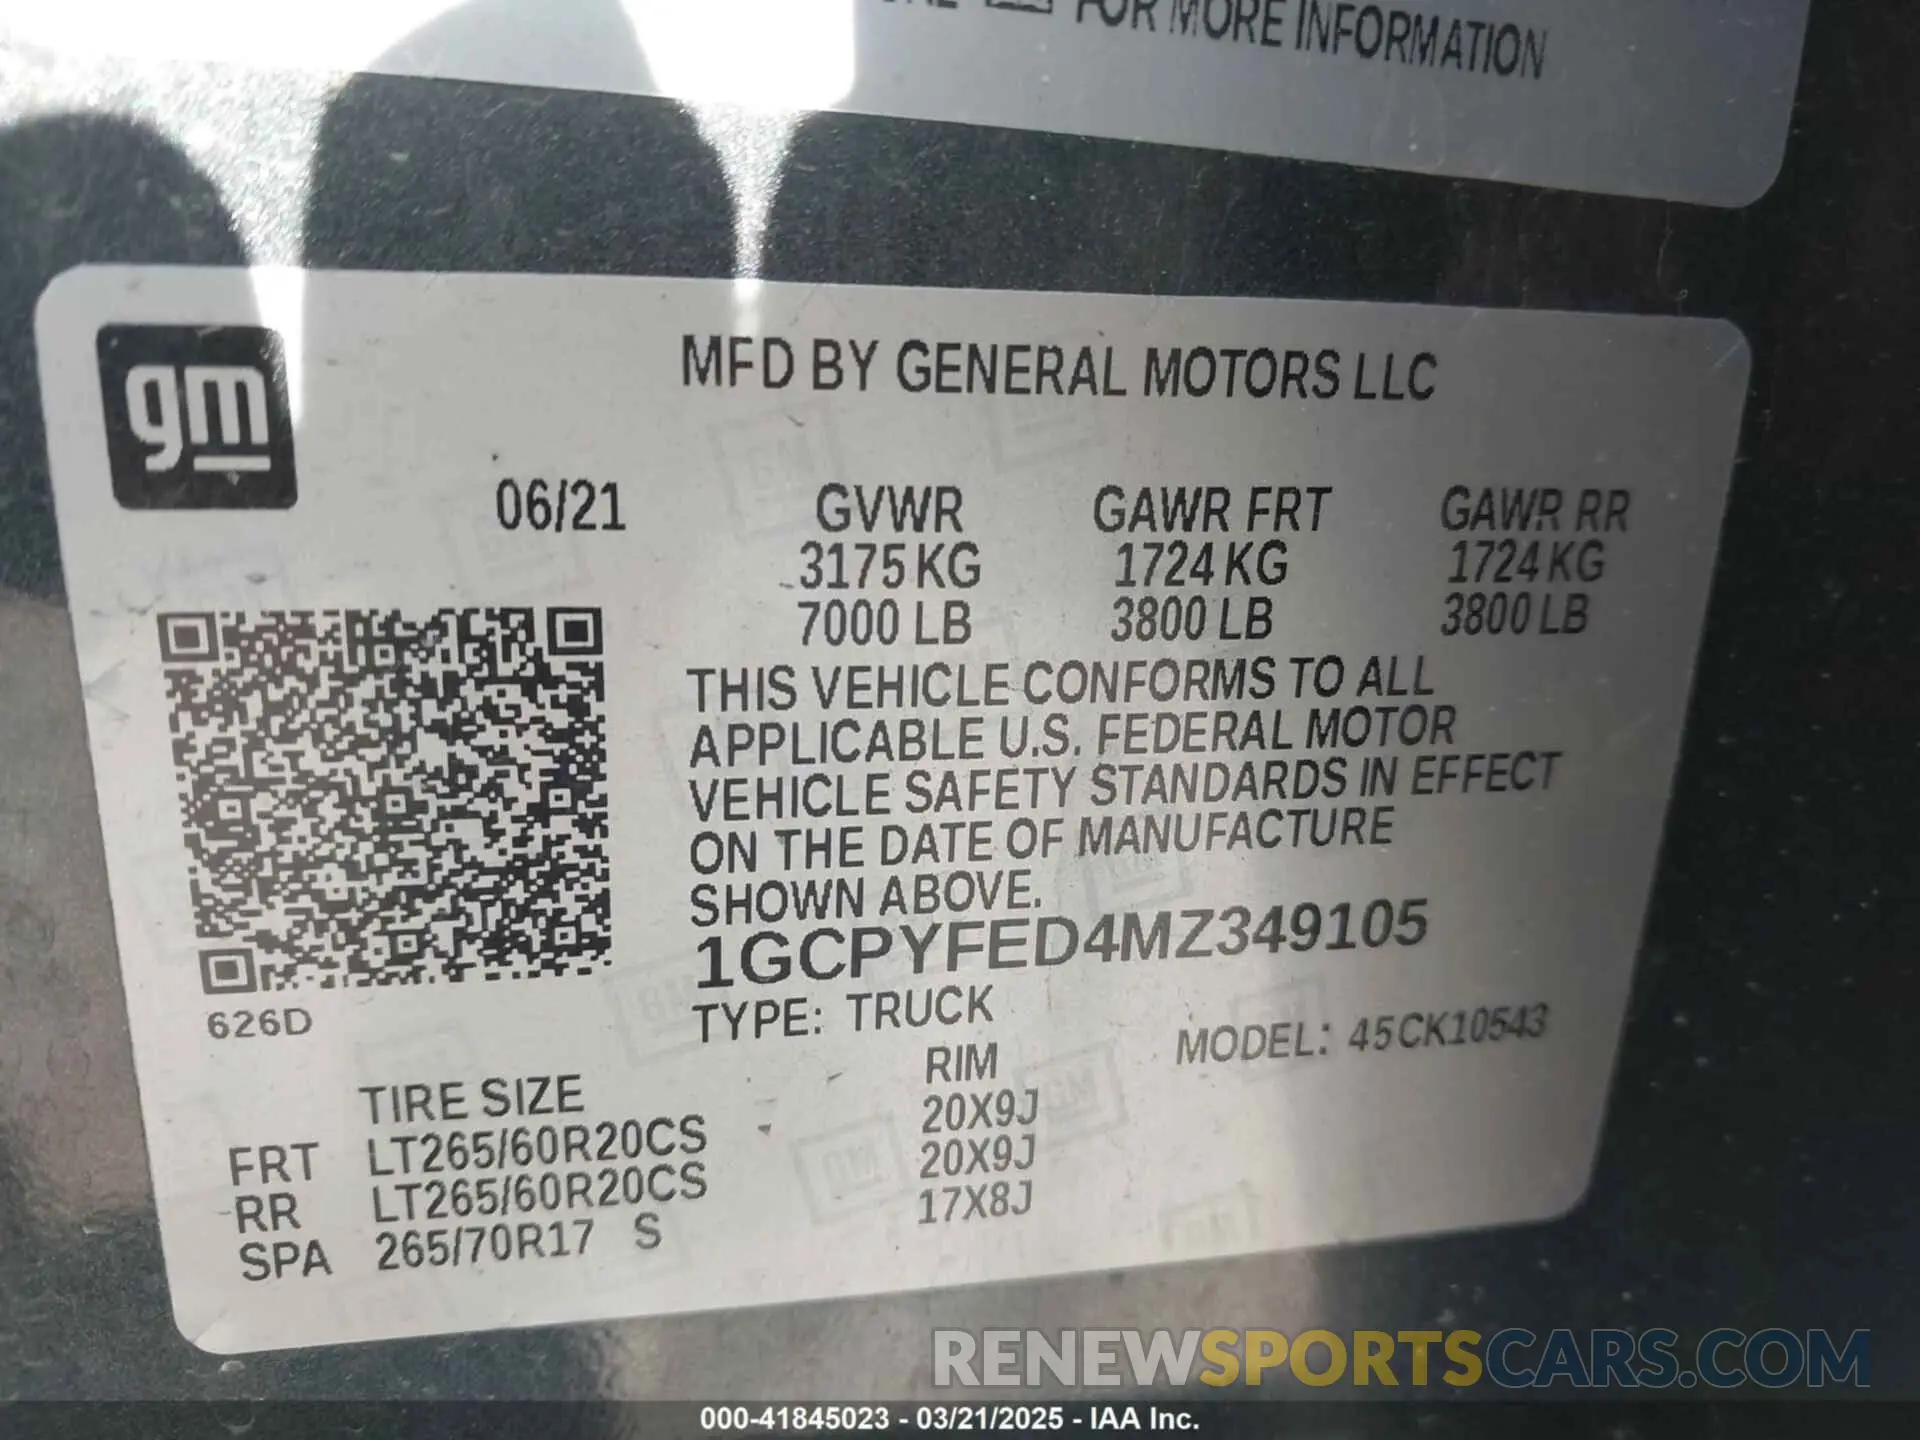 FOR MORE INFORMATION
gm
MFD BY GENERAL MOTORS LLC
06/21 GVWR GAWR FRT GAWR RR
3175 KG 1724 KG 1724 KG
7000 LB 3800 LB 3800 LB
THIS VEHICLE CONFORMS TO ALL
APPLICABLE U.S. FEDERAL MOTOR
VEHICLE SAFETY STANDARDS IN EFFECT
ON THE DATE OF MANUFACTURE
SHOWN ABOVE.
1GCPYFED4MZ349105
626D
TYPE: TRUCK MODEL: 45CK10543
TIRE SIZE RIM
FRT LT265/60R20CS 20X9J
RR LT265/60R20CS 20X9J
SPA 265/70R17 S 17X8J
RENEWSPORTSCARS.COM
000-41845023 - 03/21/2025 - IAA Inc.